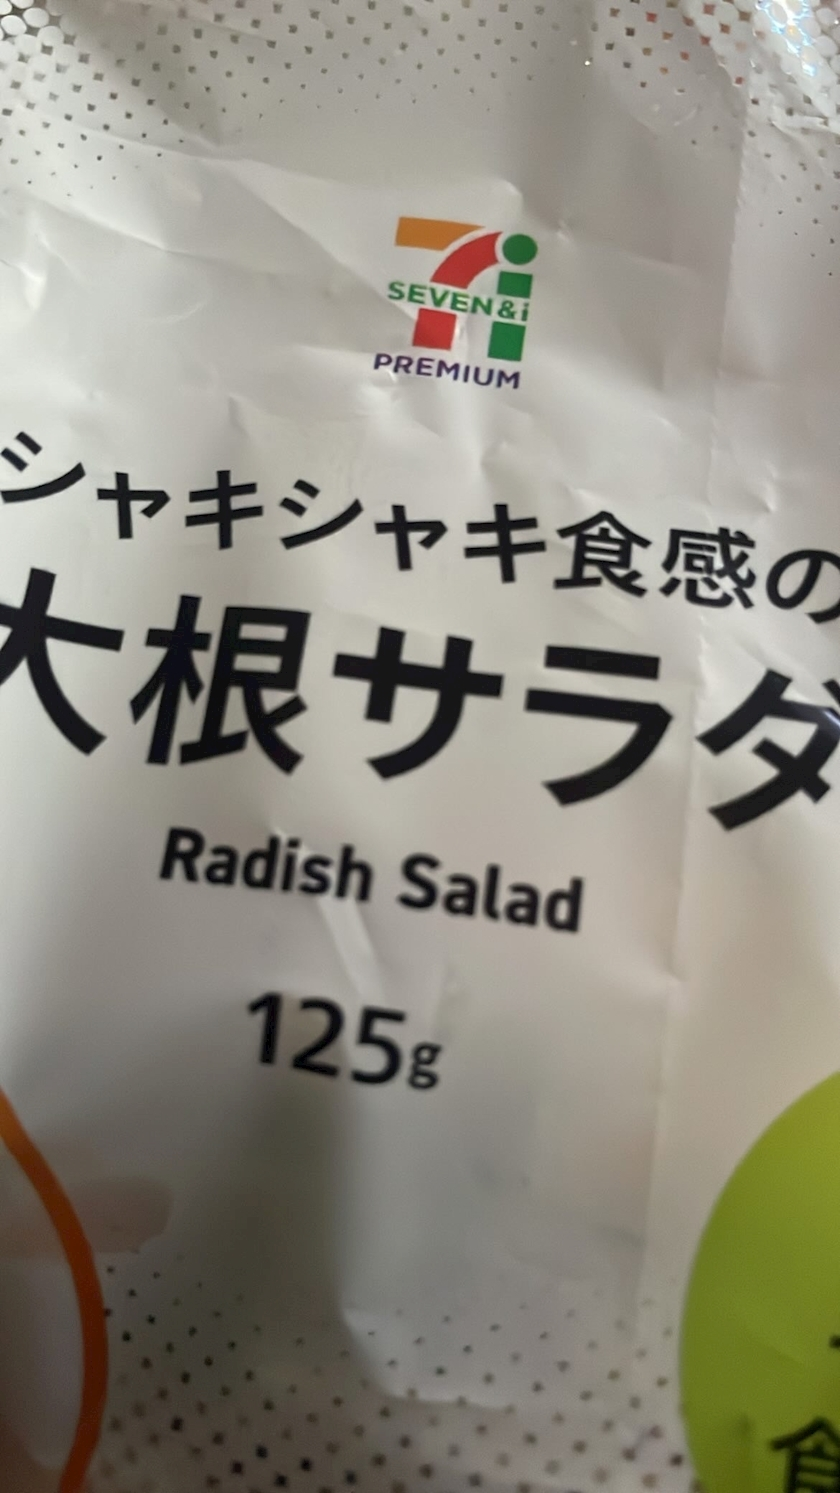 SEVEN&i
PREMIUM
シャキシャキ食感の
大根サラダ
Radish Salad
125g
食